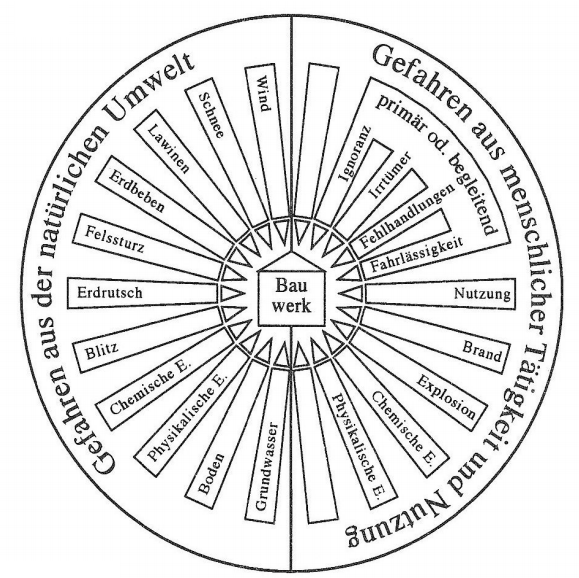 Gefahren aus der natürlichen Umwelt
Wind
Schnee
Lawinen
Erdbeben
Felssturz
Erdrutsch
Blitz
Chemische E.
Physikalische E.
Boden
Grundwasser
Bau
werk
Gefahren aus menschlicher Tätigkeit und Nutzung
primär od. begleitend
Ignoranz
Irrtümer
Fehlhandlungen
Fahrlässigkeit
Nutzung
Brand
Explosion
Chemische E.
Physikalische E.